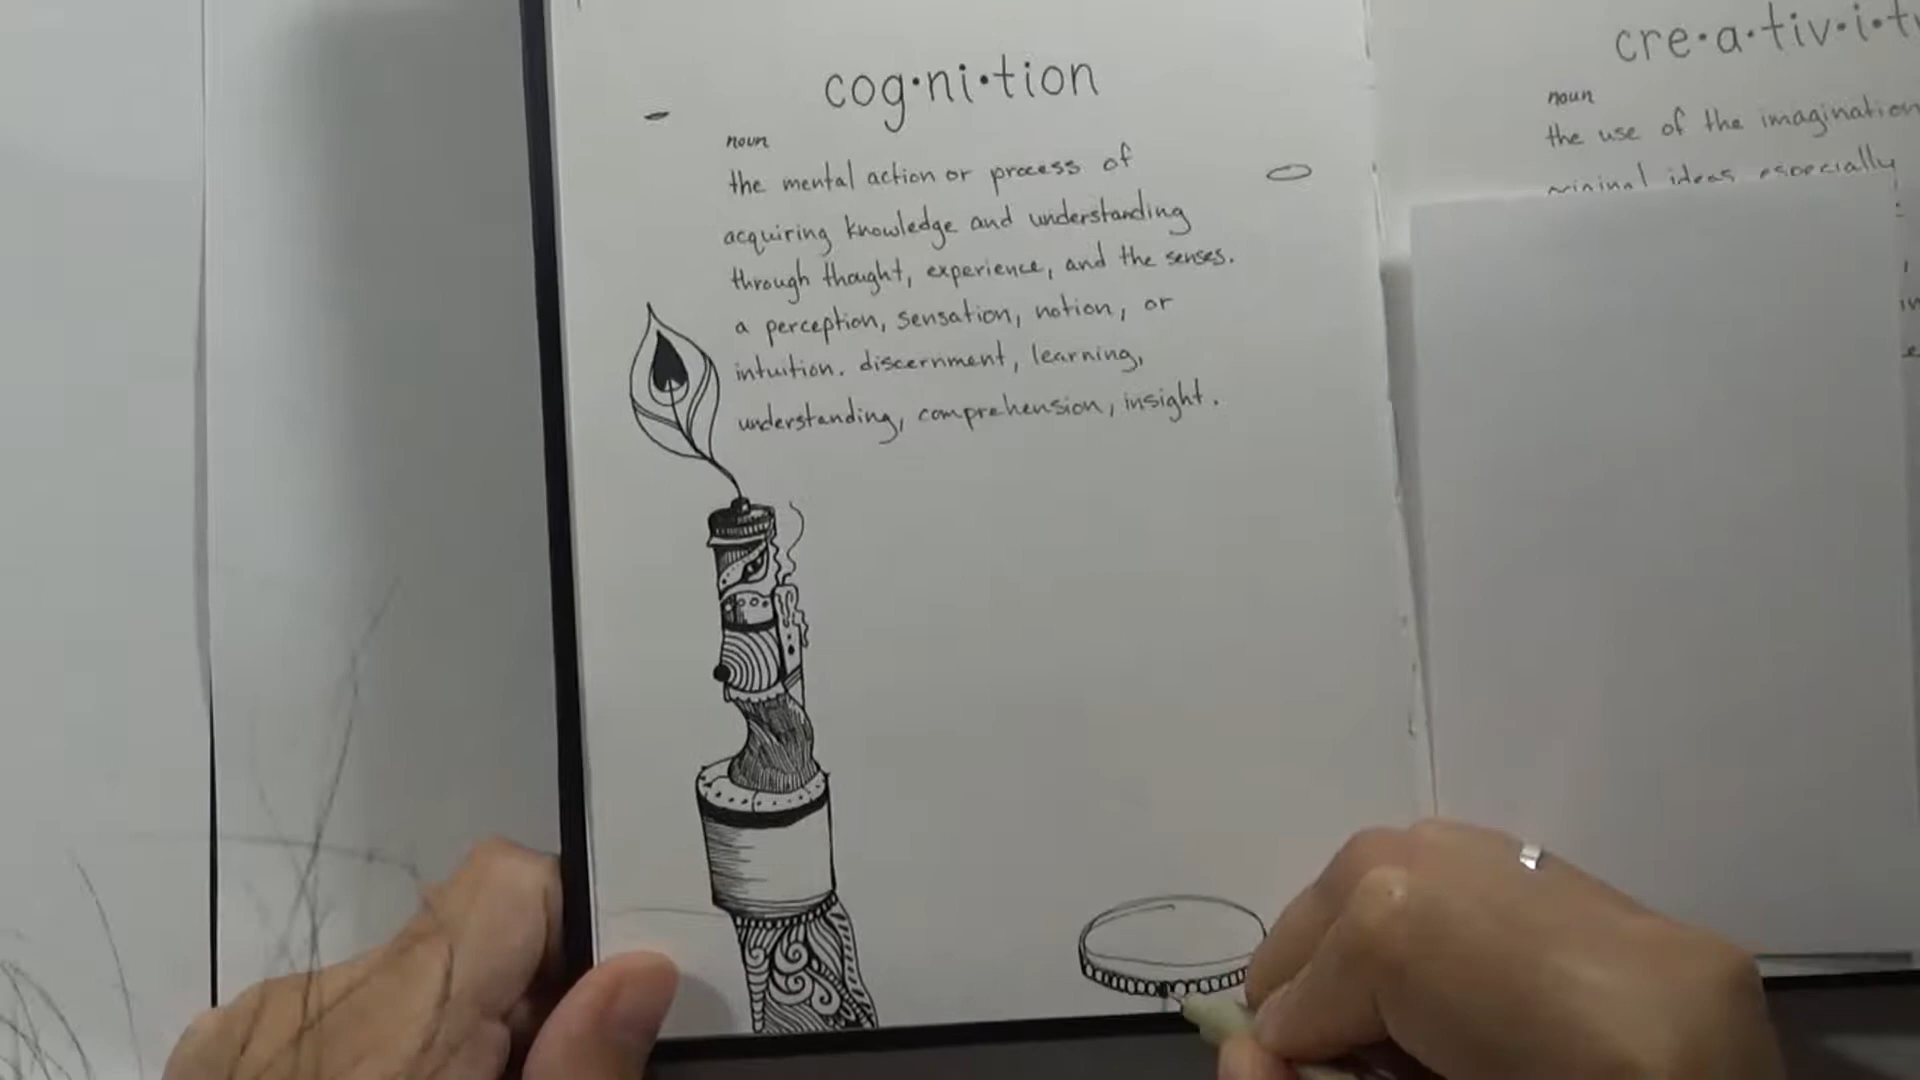 cog·ni·tion
noun
the mental action or process of
acquiring knowledge and understanding
through thought, experience, and the senses.
a perception, sensation, notion, or
intuition. discernment, learning,
understanding, comprehension, insight.
cre·a·tiv·i·t
noun
the use of the imagination
ideas especially